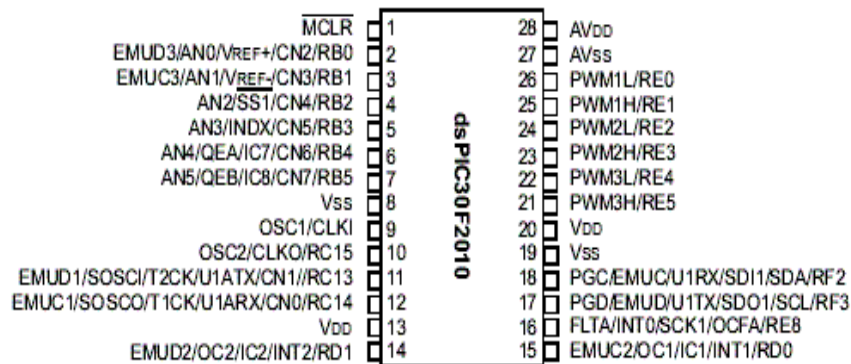 MCLR 1 28 AVDD
EMUD3/AN0/VREF+/CN2/RB0 2 27 AVSS
EMUC3/AN1/VREF-/CN3/RB1 3 26 PWM1L/RE0
AN2/SS1/CN4/RB2 4 25 PWM1H/RE1
AN3/INDX/CN5/RB3 5 24 PWM2L/RE2
AN4/QEA/IC7/CN6/RB4 6 23 PWM2H/RE3
AN5/QEB/IC8/CN7/RB5 7 22 PWM3L/RE4
VSS 8 21 PWM3H/RE5
OSC1/CLKI 9 20 VDD
OSC2/CLKO/RC15 10 19 VSS
EMUD1/SOSCI/T2CK/U1ATX/CN1//RC13 11 18 PGC/EMUC/U1RX/SDI1/SDA/RF2
EMUC1/SOSCO/T1CK/U1ARX/CN0/RC14 12 17 PGD/EMUD/U1TX/SDO1/SCL/RF3
VDD 13 16 FLTA/INT0/SCK1/OCFA/RE8
EMUD2/OC2/IC2/INT2/RD1 14 15 EMUC2/OC1/IC1/INT1/RD0
dsPIC30F2010